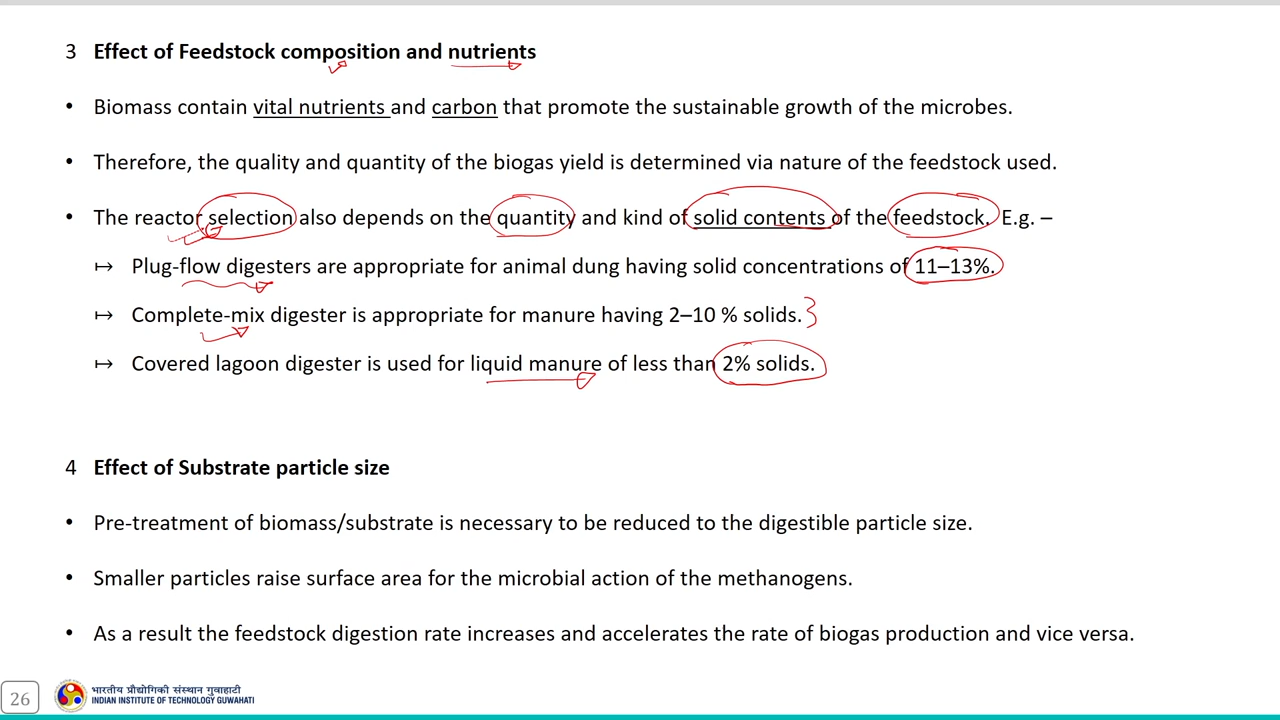 3 Effect of Feedstock composition and nutrients
• Biomass contain vital nutrients and carbon that promote the sustainable growth of the microbes.
• Therefore, the quality and quantity of the biogas yield is determined via nature of the feedstock used.
• The reactor selection also depends on the quantity and kind of solid contents of the feedstock. E.g. –
↦ Plug-flow digesters are appropriate for animal dung having solid concentrations of 11–13%.
↦ Complete-mix digester is appropriate for manure having 2–10 % solids.
↦ Covered lagoon digester is used for liquid manure of less than 2% solids.
4 Effect of Substrate particle size
• Pre-treatment of biomass/substrate is necessary to be reduced to the digestible particle size.
• Smaller particles raise surface area for the microbial action of the methanogens.
• As a result the feedstock digestion rate increases and accelerates the rate of biogas production and vice versa.
26
भारतीय प्रौद्योगिकी संस्थान गुवाहाटी
INDIAN INSTITUTE OF TECHNOLOGY GUWAHATI